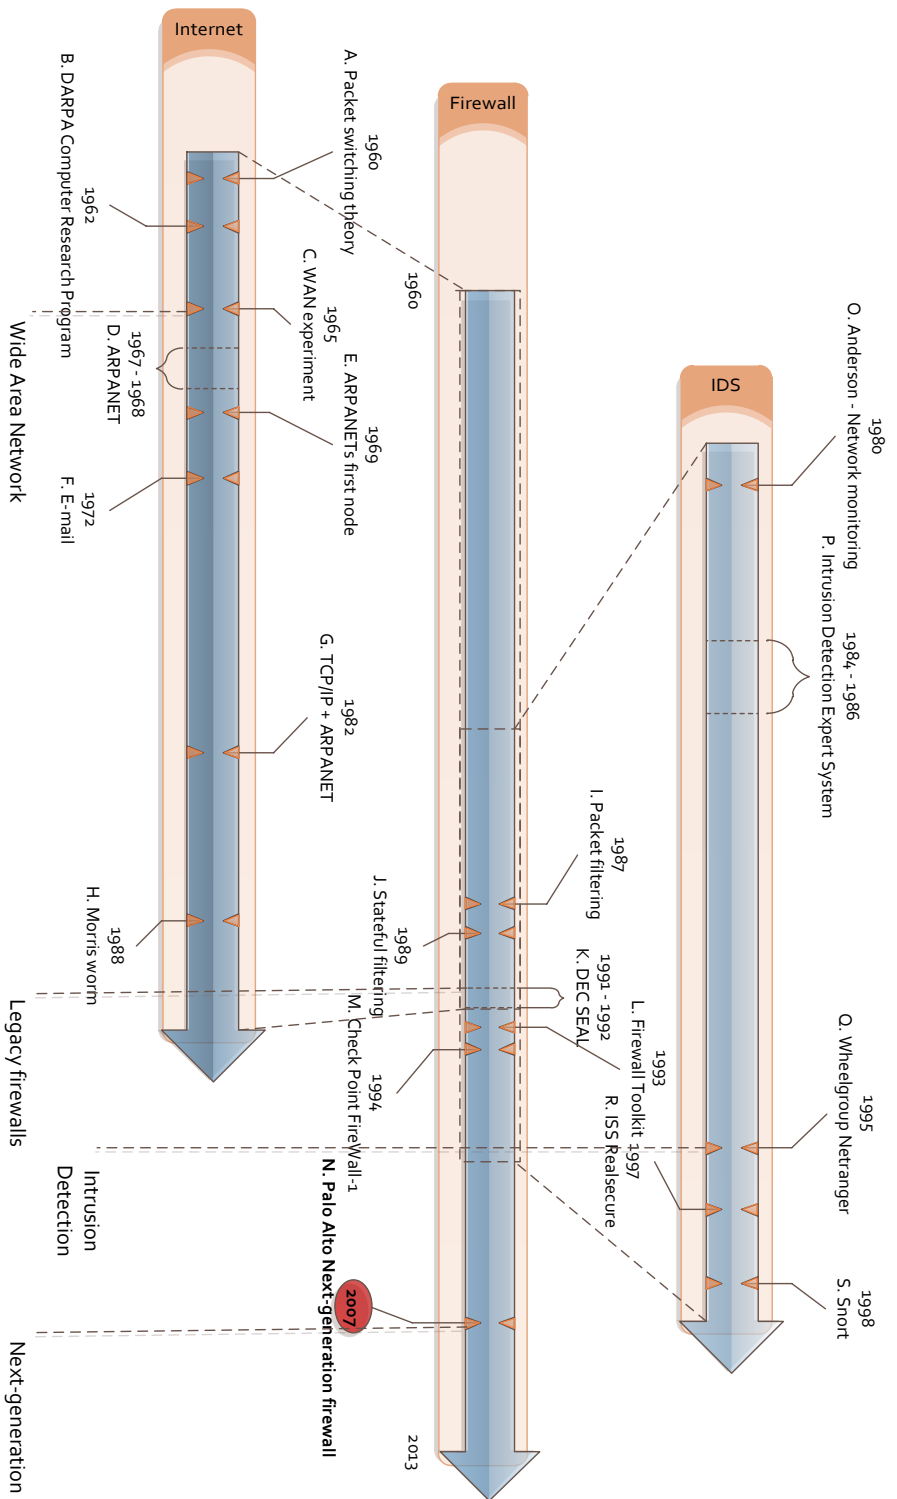 Internet
A. Packet switching theory
1960
B. DARPA Computer Research Program
1962
C. WAN experiment
1965
1967 - 1968
D. ARPANET
E. ARPANETs first node
1969
F. E-mail
1972
G. TCP/IP + ARPANET
1982
H. Morris worm
1988
Firewall
1960
I. Packet filtering
1987
J. Stateful filtering
1989
1991 - 1992
K. DEC SEAL
L. Firewall Toolkit
1993
M. Check Point FireWall-1
1994
N. Palo Alto Next-generation firewall
2007
2013
IDS
O. Anderson - Network monitoring
1980
1984 - 1986
P. Intrusion Detection Expert System
Q. Wheelgroup Netranger
1995
1997
R. ISS Realsecure
S. Snort
1998
Wide Area Network
Legacy firewalls
Intrusion
Detection
Next-generation